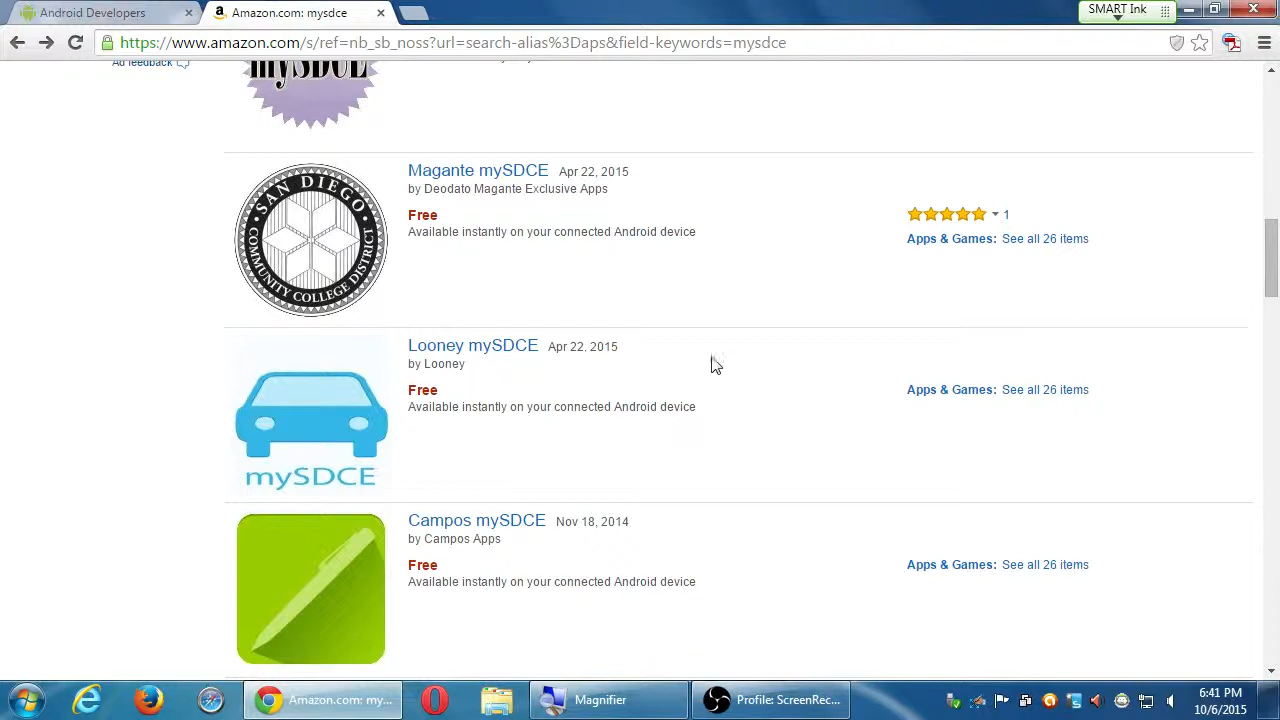 Android Developers
Amazon.com: mysdce
SMART Ink
https://www.amazon.com/s/ref=nb_sb_noss?url=search-alias%3Daps&field-keywords=mysdce
Ad feedback
mySDCE
SAN DIEGO
COMMUNITY COLLEGE DISTRICT
Magante mySDCE Apr 22, 2015
by Deodato Magante Exclusive Apps
Free
Available instantly on your connected Android device
1
Apps & Games: See all 26 items
mySDCE
Looney mySDCE Apr 22, 2015
by Looney
Free
Available instantly on your connected Android device
Apps & Games: See all 26 items
Campos mySDCE Nov 18, 2014
by Campos Apps
Free
Available instantly on your connected Android device
Apps & Games: See all 26 items
Amazon.com: my...
Magnifier
Profile: ScreenRec...
6:41 PM
10/6/2015